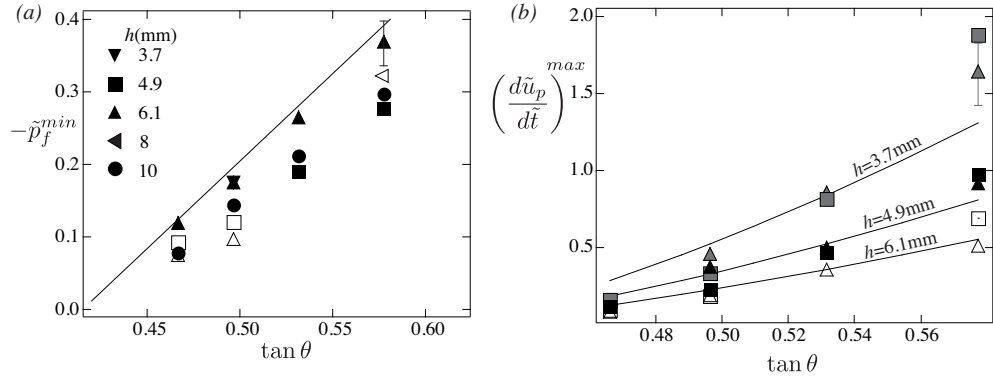 (a)
0.4
0.3
0.2
0.1
0.0
−p̃_f^{min}
h(mm)
3.7
4.9
6.1
8
10
0.45
0.50
0.55
0.60
tan θ
(b)
2.0
1.5
1.0
0.5
(dũ_p/dt̃)^{max}
h=3.7mm
h=4.9mm
h=6.1mm
0.48
0.50
0.52
0.54
0.56
tan θ